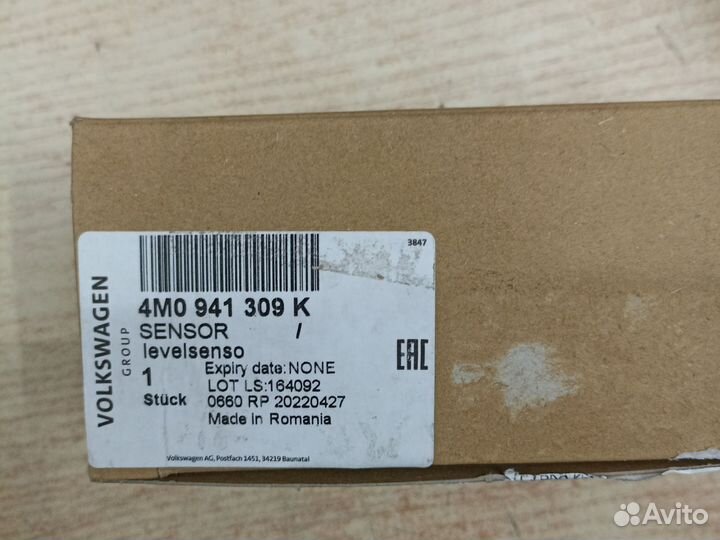 3847
VOLKSWAGEN
GROUP
4M0 941 309 K
SENSOR /
levelsenso
1 Expiry date:NONE
Stück LOT LS:164092
0660 RP 20220427
Made in Romania
EAC
Volkswagen AG, Postfach 1451, 34219 Baunatal
Avito